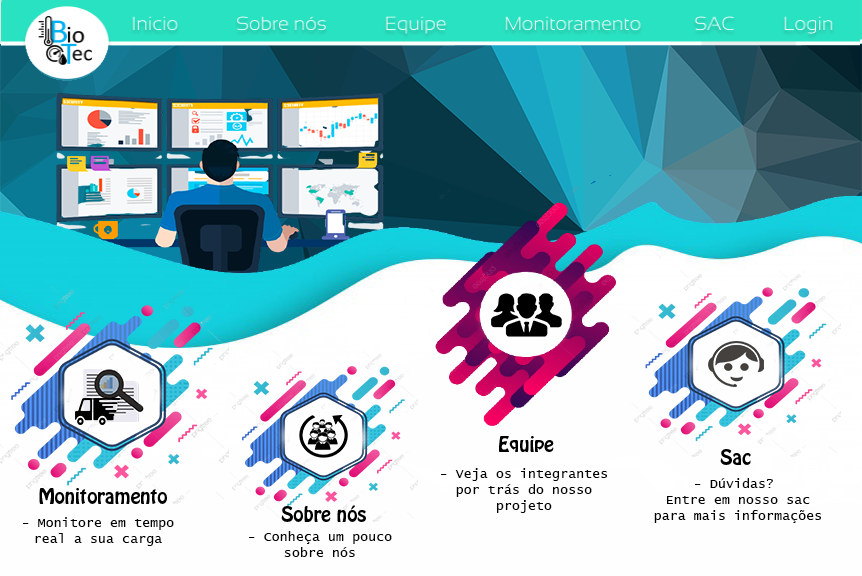 Bio
Tec
Inicio
Sobre nós
Equipe
Monitoramento
SAC
Login
Monitoramento
- Monitore em tempo
real a sua carga
Sobre nós
- Conheça um pouco
sobre nós
Equipe
- Veja os integrantes
por trás do nosso
projeto
Sac
- Dúvidas?
Entre em nosso sac
para mais informações